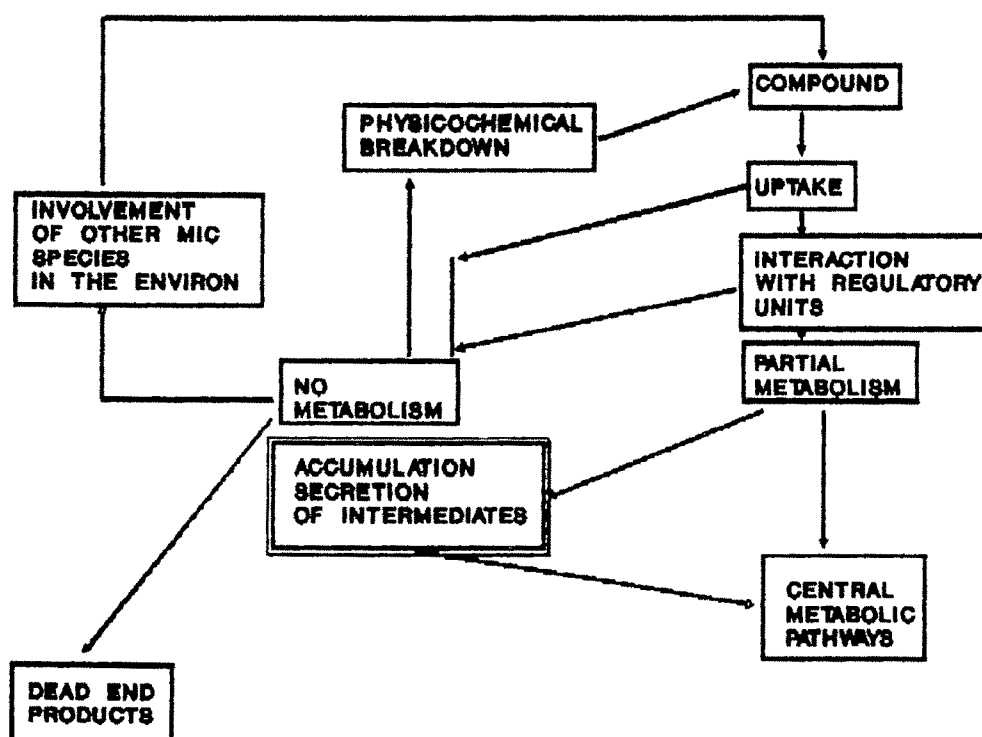 COMPOUND
PHYSICOCHEMICAL
BREAKDOWN
UPTAKE
INVOLVEMENT
OF OTHER MIC
SPECIES
IN THE ENVIRON
INTERACTION
WITH REGULATORY
UNITS
PARTIAL
METABOLISM
NO
METABOLISM
ACCUMULATION
SECRETION
OF INTERMEDIATES
CENTRAL
METABOLIC
PATHWAYS
DEAD END
PRODUCTS